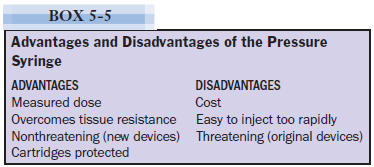 BOX 5-5
Advantages and Disadvantages of the Pressure
Syringe
ADVANTAGES
Measured dose
Overcomes tissue resistance
Nonthreatening (new devices)
Cartridges protected
DISADVANTAGES
Cost
Easy to inject too rapidly
Threatening (original devices)